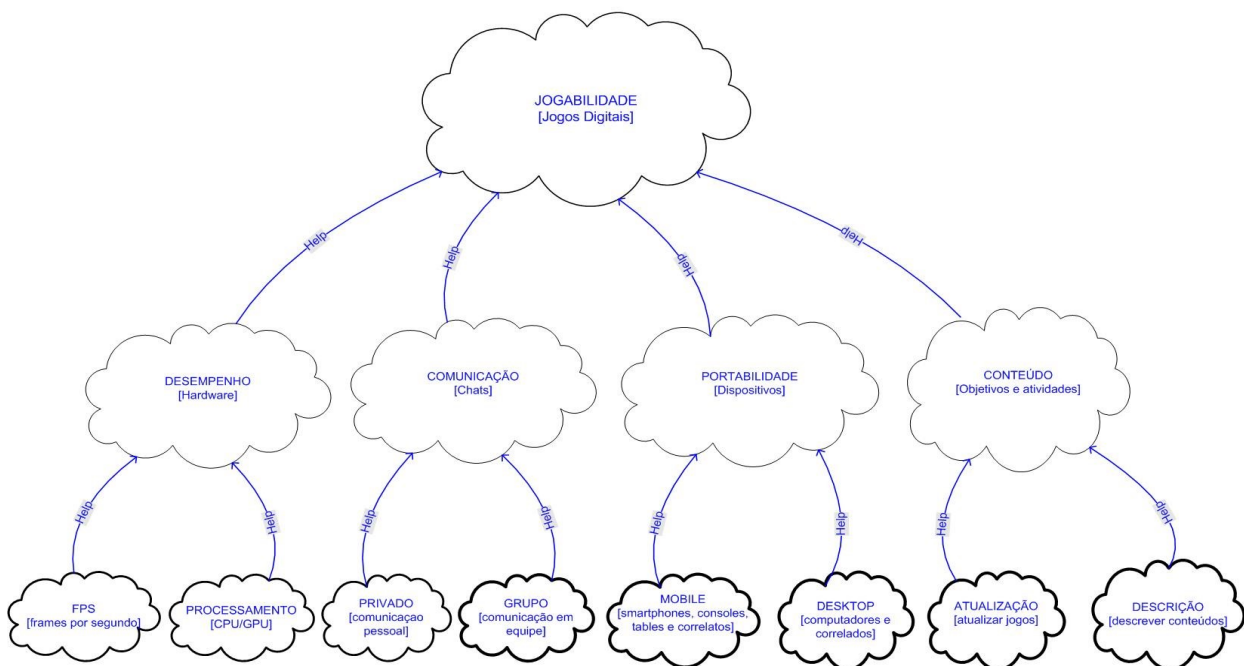 JOGABILIDADE
[Jogos Digitais]
Help
Help
Help
Help
DESEMPENHO
[Hardware]
COMUNICAÇÃO
[Chats]
PORTABILIDADE
[Dispositivos]
CONTEÚDO
[Objetivos e atividades]
Help
Help
Help
Help
Help
Help
Help
Help
FPS
[frames por segundo]
PROCESSAMENTO
[CPU/GPU]
PRIVADO
[comunicaçao
pessoal]
GRUPO
[comunicação em
equipe]
MOBILE
[smartphones, consoles,
tables e correlatos]
DESKTOP
[computadores e
correlados]
ATUALIZAÇÃO
[atualizar jogos]
DESCRIÇÃO
[descrever conteúdos]